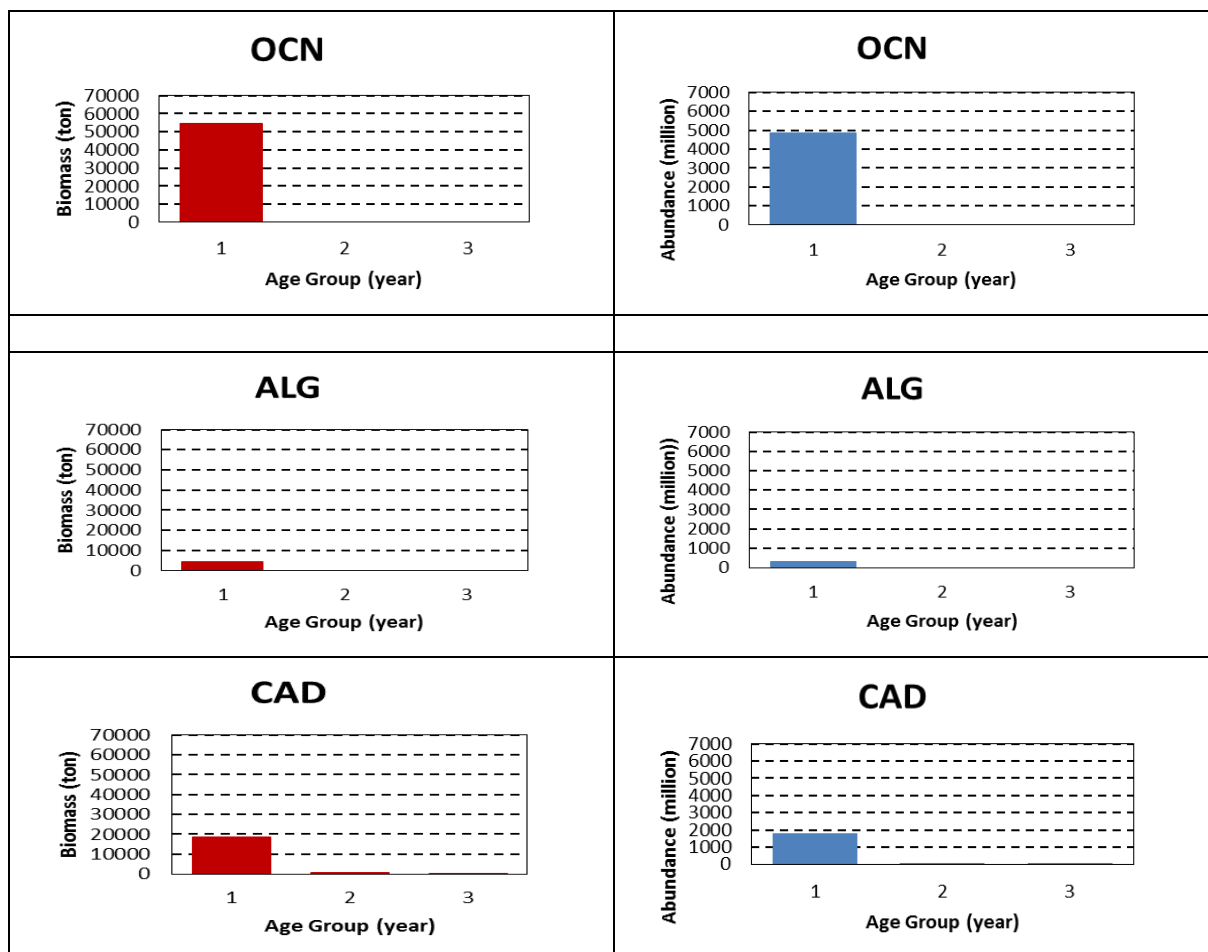 OCN
70000
60000
50000
40000
30000
20000
10000
0
Biomass (ton)
1 2 3
Age Group (year)
OCN
7000
6000
5000
4000
3000
2000
1000
0
Abundance (million)
1 2 3
Age Group (year)
ALG
70000
60000
50000
40000
30000
20000
10000
0
Biomass (ton)
1 2 3
Age Group (year)
ALG
7000
6000
5000
4000
3000
2000
1000
0
Abundance (million))
1 2 3
Age Group (year)
CAD
70000
60000
50000
40000
30000
20000
10000
0
Biomass (ton)
1 2 3
Age Group (year)
CAD
7000
6000
5000
4000
3000
2000
1000
0
Abundance (million)
1 2 3
Age Group (year)